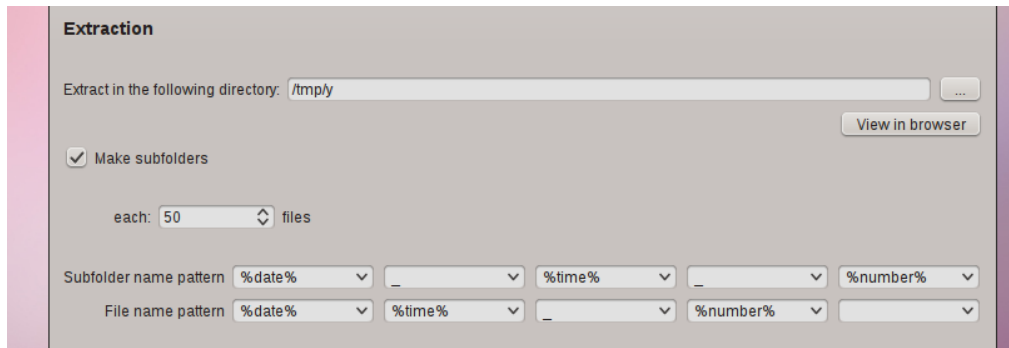 Extraction
Extract in the following directory: /tmp/y ...
View in browser
Make subfolders
each: 50 files
Subfolder name pattern %date% _ %time% _ %number%
File name pattern %date% %time% _ %number%